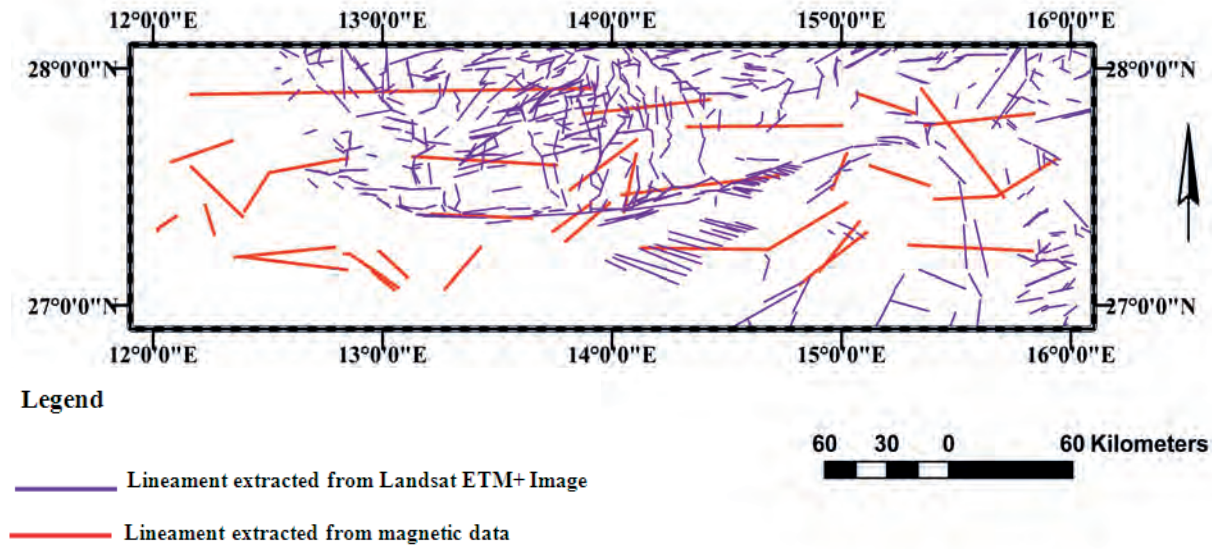 12°0'0"E 13°0'0"E 14°0'0"E 15°0'0"E 16°0'0"E
28°0'0"N 28°0'0"N
27°0'0"N 27°0'0"N
12°0'0"E 13°0'0"E 14°0'0"E 15°0'0"E 16°0'0"E
Legend
60 30 0 60 Kilometers
Lineament extracted from Landsat ETM+ Image
Lineament extracted from magnetic data